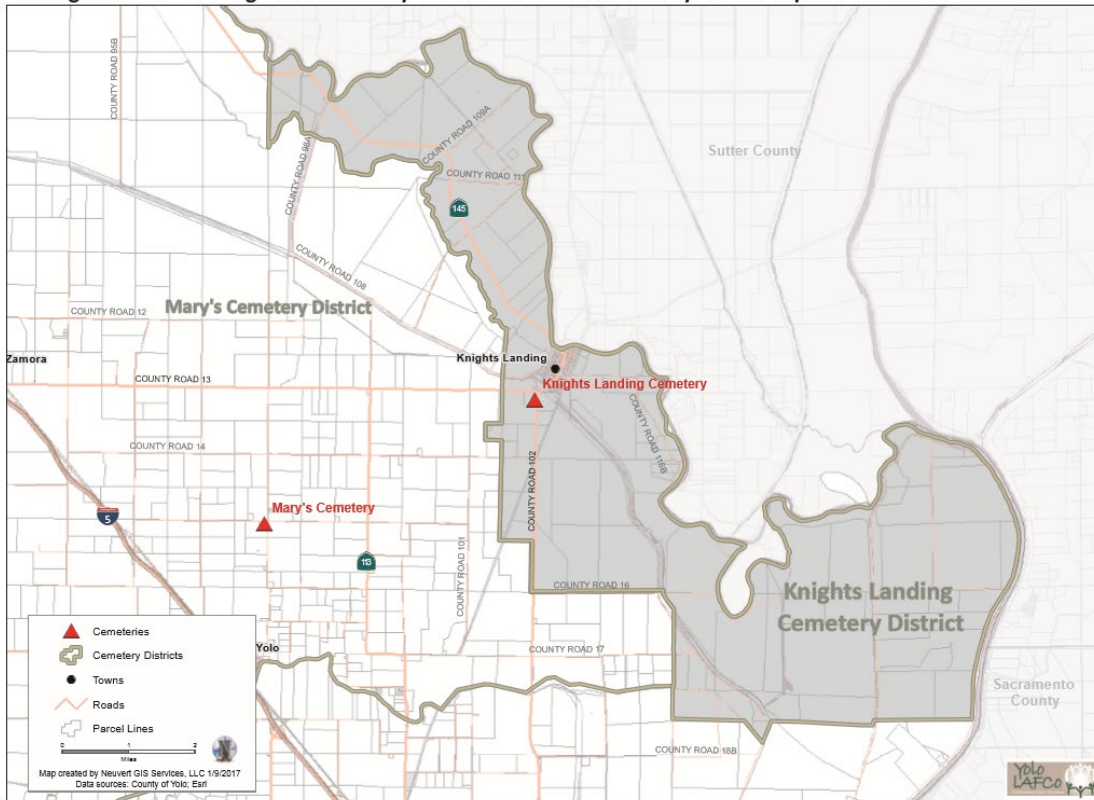 COUNTY ROAD 95B
COUNTY ROAD 98A
COUNTY ROAD 109A
COUNTY ROAD 111
145
Sutter County
COUNTY ROAD 108
Mary's Cemetery District
COUNTY ROAD 12
Zamora
Knights Landing
COUNTY ROAD 13
Knights Landing Cemetery
COUNTY ROAD 14
COUNTY ROAD 102
COUNTY ROAD 116B
Mary's Cemetery
5
113
COUNTY ROAD 101
COUNTY ROAD 16
Knights Landing
Cemetery District
Yolo
COUNTY ROAD 17
Sacramento
County
COUNTY ROAD 18B
Cemeteries
Cemetery Districts
Towns
Roads
Parcel Lines
0 1 2
Miles
Map created by Neuvert GIS Services, LLC 1/9/2017
Data sources: County of Yolo; Esri
YOLO
LAFCO